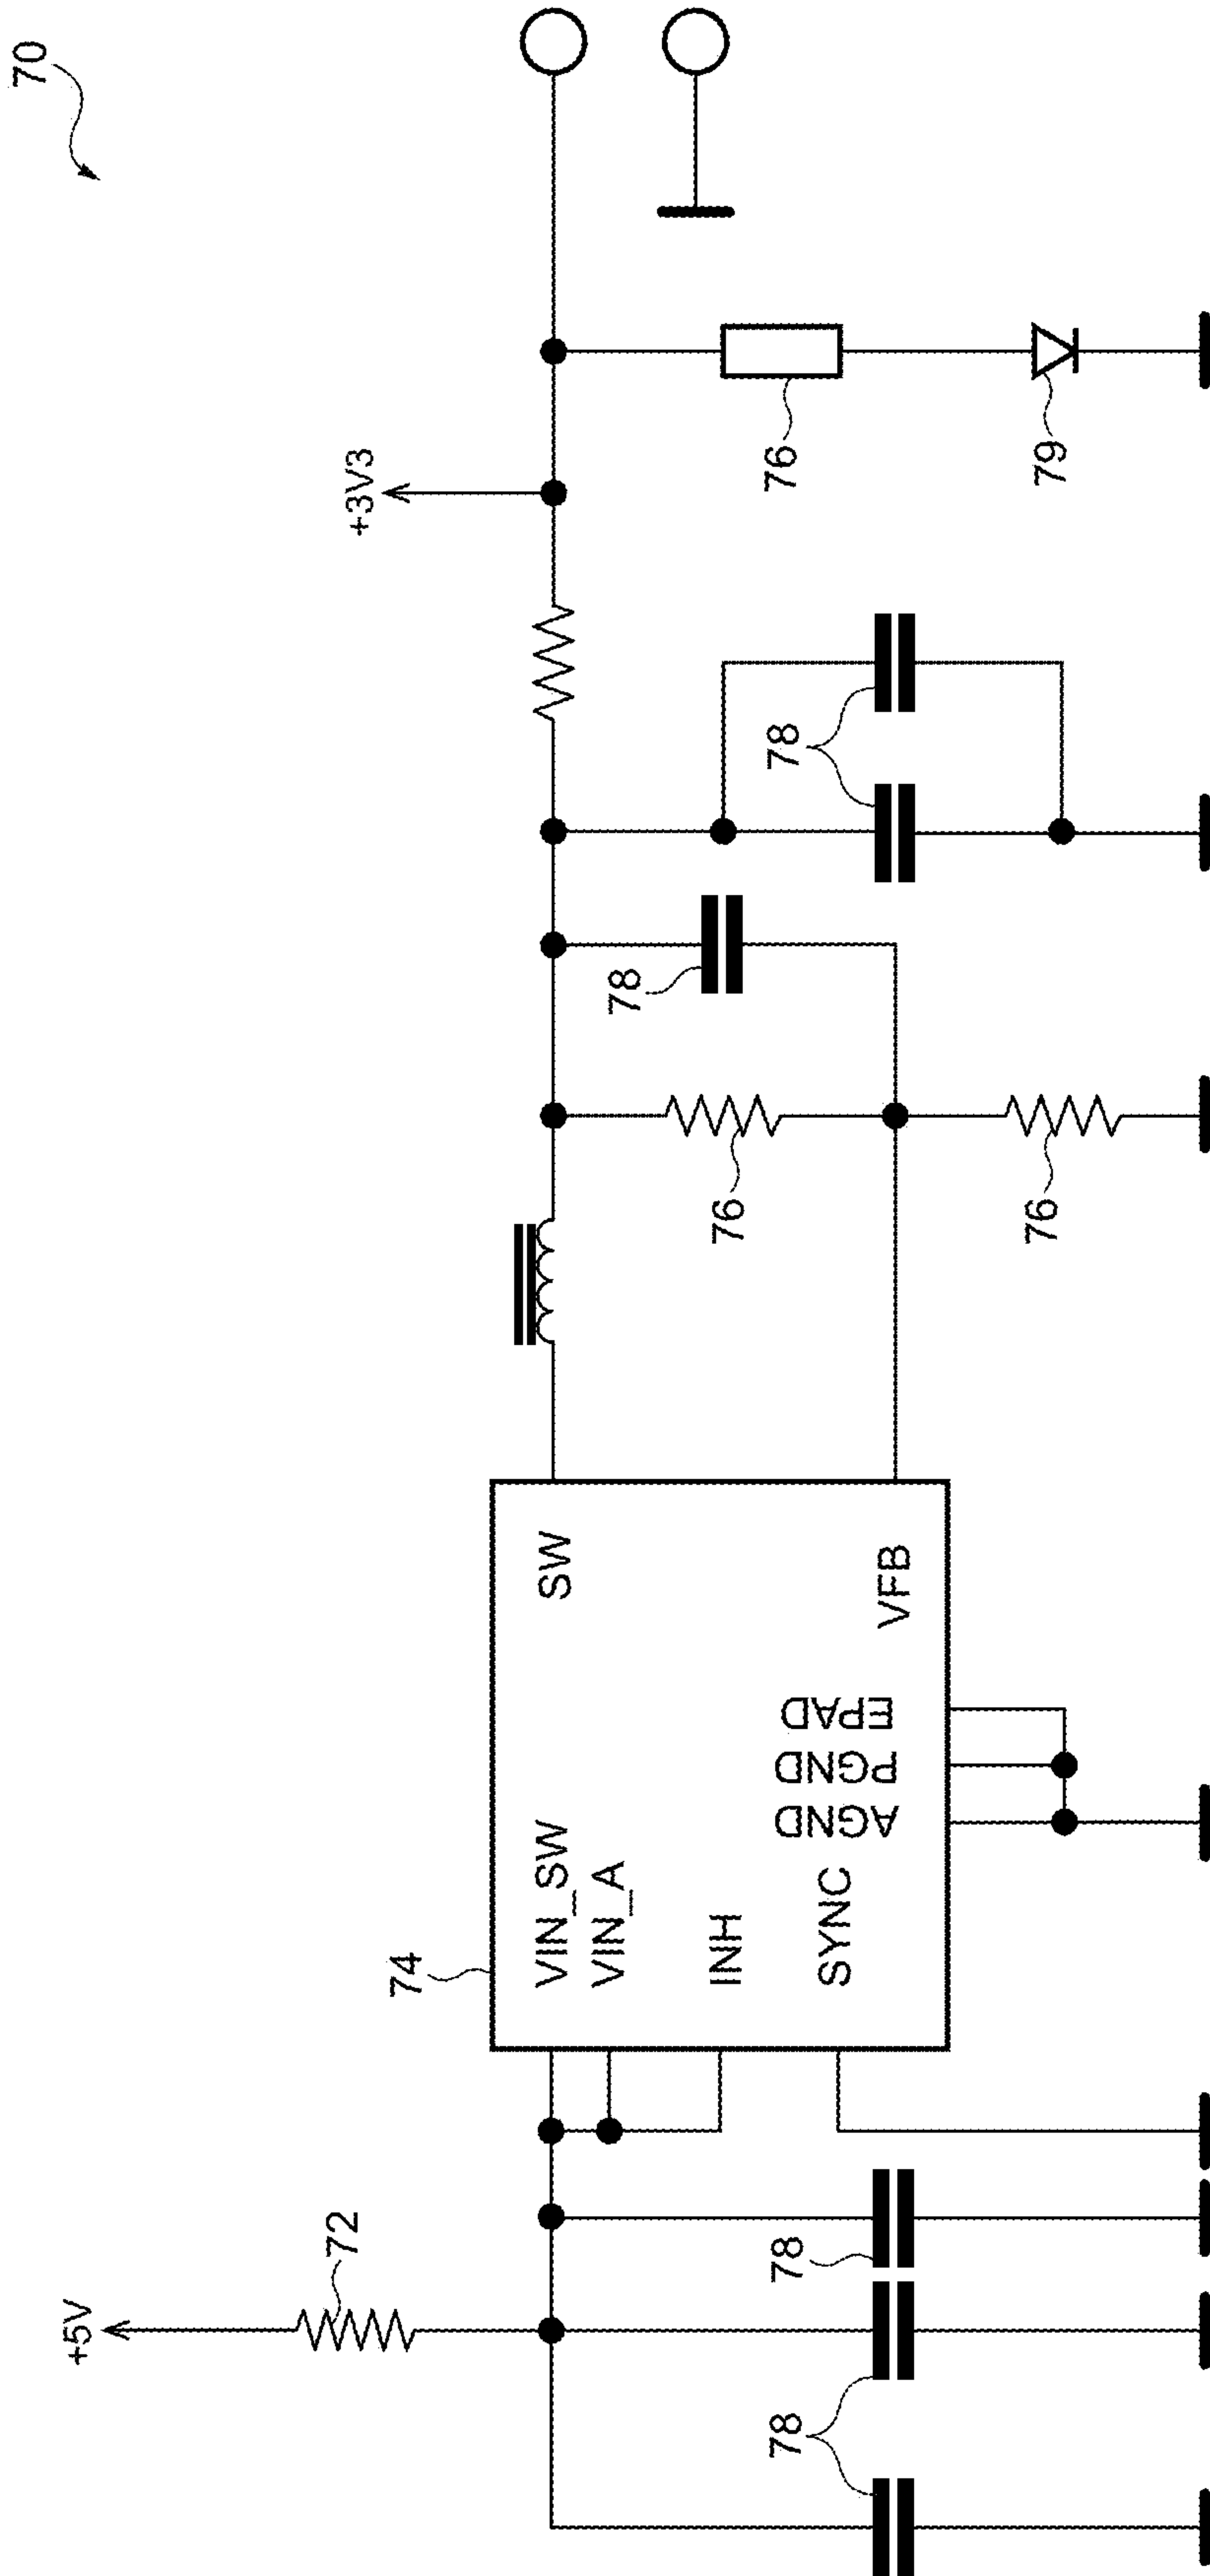 70
+3V3
76
79
78
78
76
76
SW
VFB
EPAD
PGND
AGND
VIN_SW
VIN_A
INH
SYNC
74
+5V
72
78
78